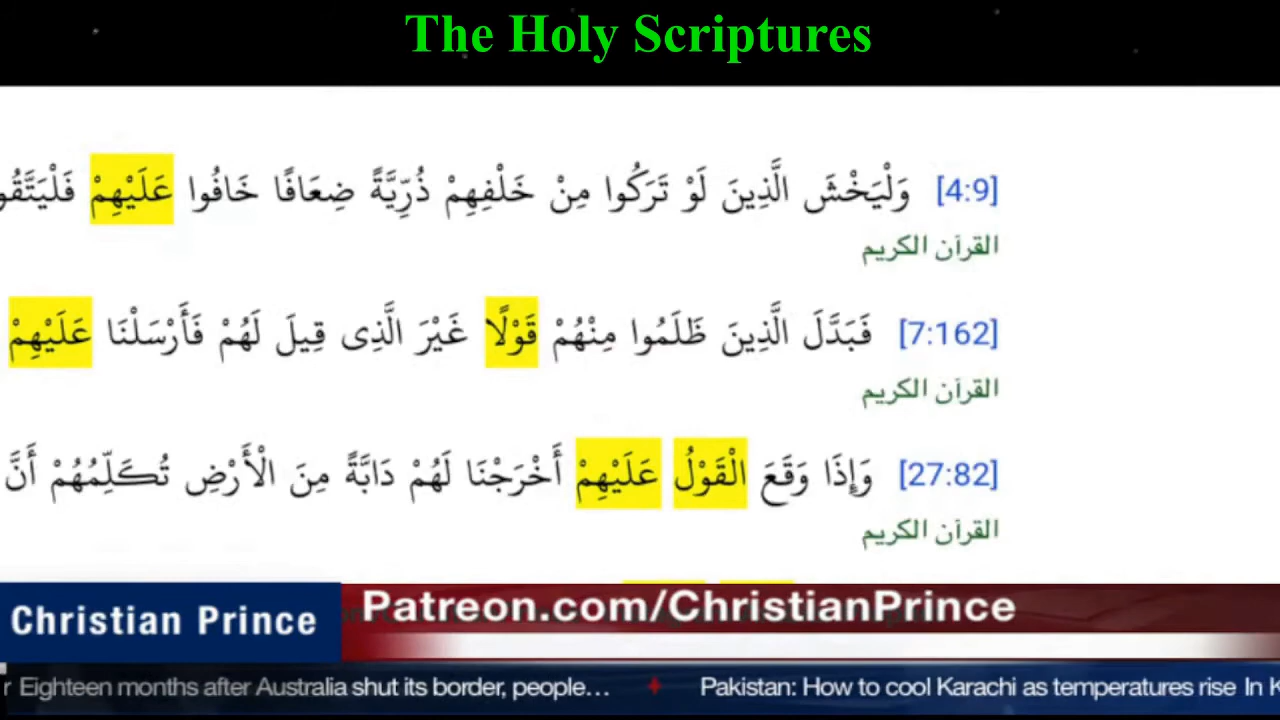 The Holy Scriptures
[4:9] وَلْيَخْشَ الَّذِينَ لَوْ تَرَكُوا مِنْ خَلْفِهِمْ ذُرِّيَّةً ضِعَافًا خَافُوا عَلَيْهِمْ فَلْيَتَّقُو
القرآن الكريم
[7:162] فَبَدَّلَ الَّذِينَ ظَلَمُوا مِنْهُمْ قَوْلًا غَيْرَ الَّذِى قِيلَ لَهُمْ فَأَرْسَلْنَا عَلَيْهِمْ
القرآن الكريم
[27:82] وَإِذَا وَقَعَ الْقَوْلُ عَلَيْهِمْ أَخْرَجْنَا لَهُمْ دَابَّةً مِنَ الْأَرْضِ تُكَلِّمُهُمْ أَنَّ
القرآن الكريم
Christian Prince
Patreon.com/ChristianPrince
r Eighteen months after Australia shut its border, people... Pakistan: How to cool Karachi as temperatures rise In K